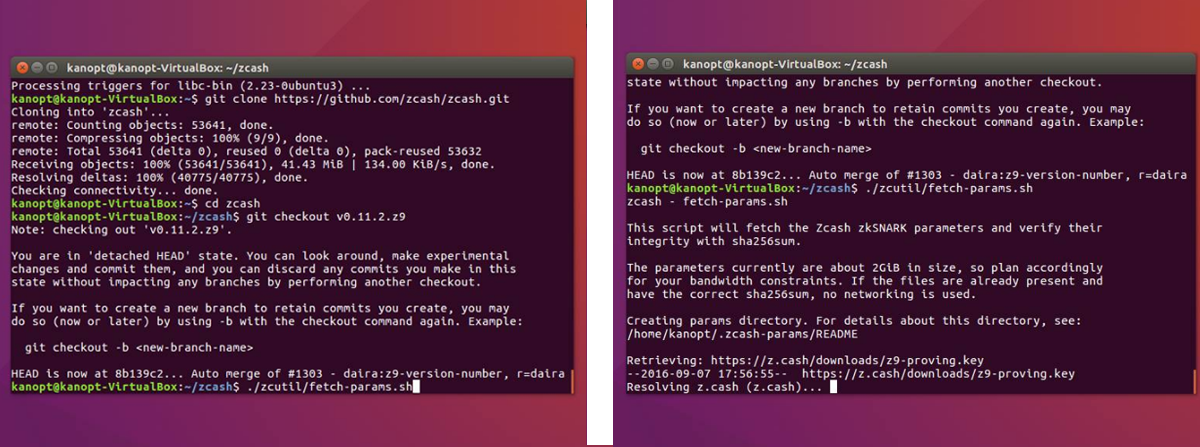 kanopt@kanopt-VirtualBox: ~/zcash
Processing triggers for libc-bin (2.23-0ubuntu3) ...
kanopt@kanopt-VirtualBox:~$ git clone https://github.com/zcash/zcash.git
Cloning into 'zcash'...
remote: Counting objects: 53641, done.
remote: Compressing objects: 100% (9/9), done.
remote: Total 53641 (delta 0), reused 0 (delta 0), pack-reused 53632
Receiving objects: 100% (53641/53641), 41.43 MiB | 134.00 KiB/s, done.
Resolving deltas: 100% (40775/40775), done.
Checking connectivity... done.
kanopt@kanopt-VirtualBox:~$ cd zcash
kanopt@kanopt-VirtualBox:~/zcash$ git checkout v0.11.2.z9
Note: checking out 'v0.11.2.z9'.
You are in 'detached HEAD' state. You can look around, make experimental
changes and commit them, and you can discard any commits you make in this
state without impacting any branches by performing another checkout.
If you want to create a new branch to retain commits you create, you may
do so (now or later) by using -b with the checkout command again. Example:
git checkout -b <new-branch-name>
HEAD is now at 8b139c2... Auto merge of #1303 - daira:z9-version-number, r=daira
kanopt@kanopt-VirtualBox:~/zcash$ ./zcutil/fetch-params.sh
kanopt@kanopt-VirtualBox: ~/zcash
state without impacting any branches by performing another checkout.
If you want to create a new branch to retain commits you create, you may
do so (now or later) by using -b with the checkout command again. Example:
git checkout -b <new-branch-name>
HEAD is now at 8b139c2... Auto merge of #1303 - daira:z9-version-number, r=daira
kanopt@kanopt-VirtualBox:~/zcash$ ./zcutil/fetch-params.sh
zcash - fetch-params.sh
This script will fetch the Zcash zkSNARK parameters and verify their
integrity with sha256sum.
The parameters currently are about 2GiB in size, so plan accordingly
for your bandwidth constraints. If the files are already present and
have the correct sha256sum, no networking is used.
Creating params directory. For details about this directory, see:
/home/kanopt/.zcash-params/README
Retrieving: https://z.cash/downloads/z9-proving.key
--2016-09-07 17:56:55-- https://z.cash/downloads/z9-proving.key
Resolving z.cash (z.cash)...